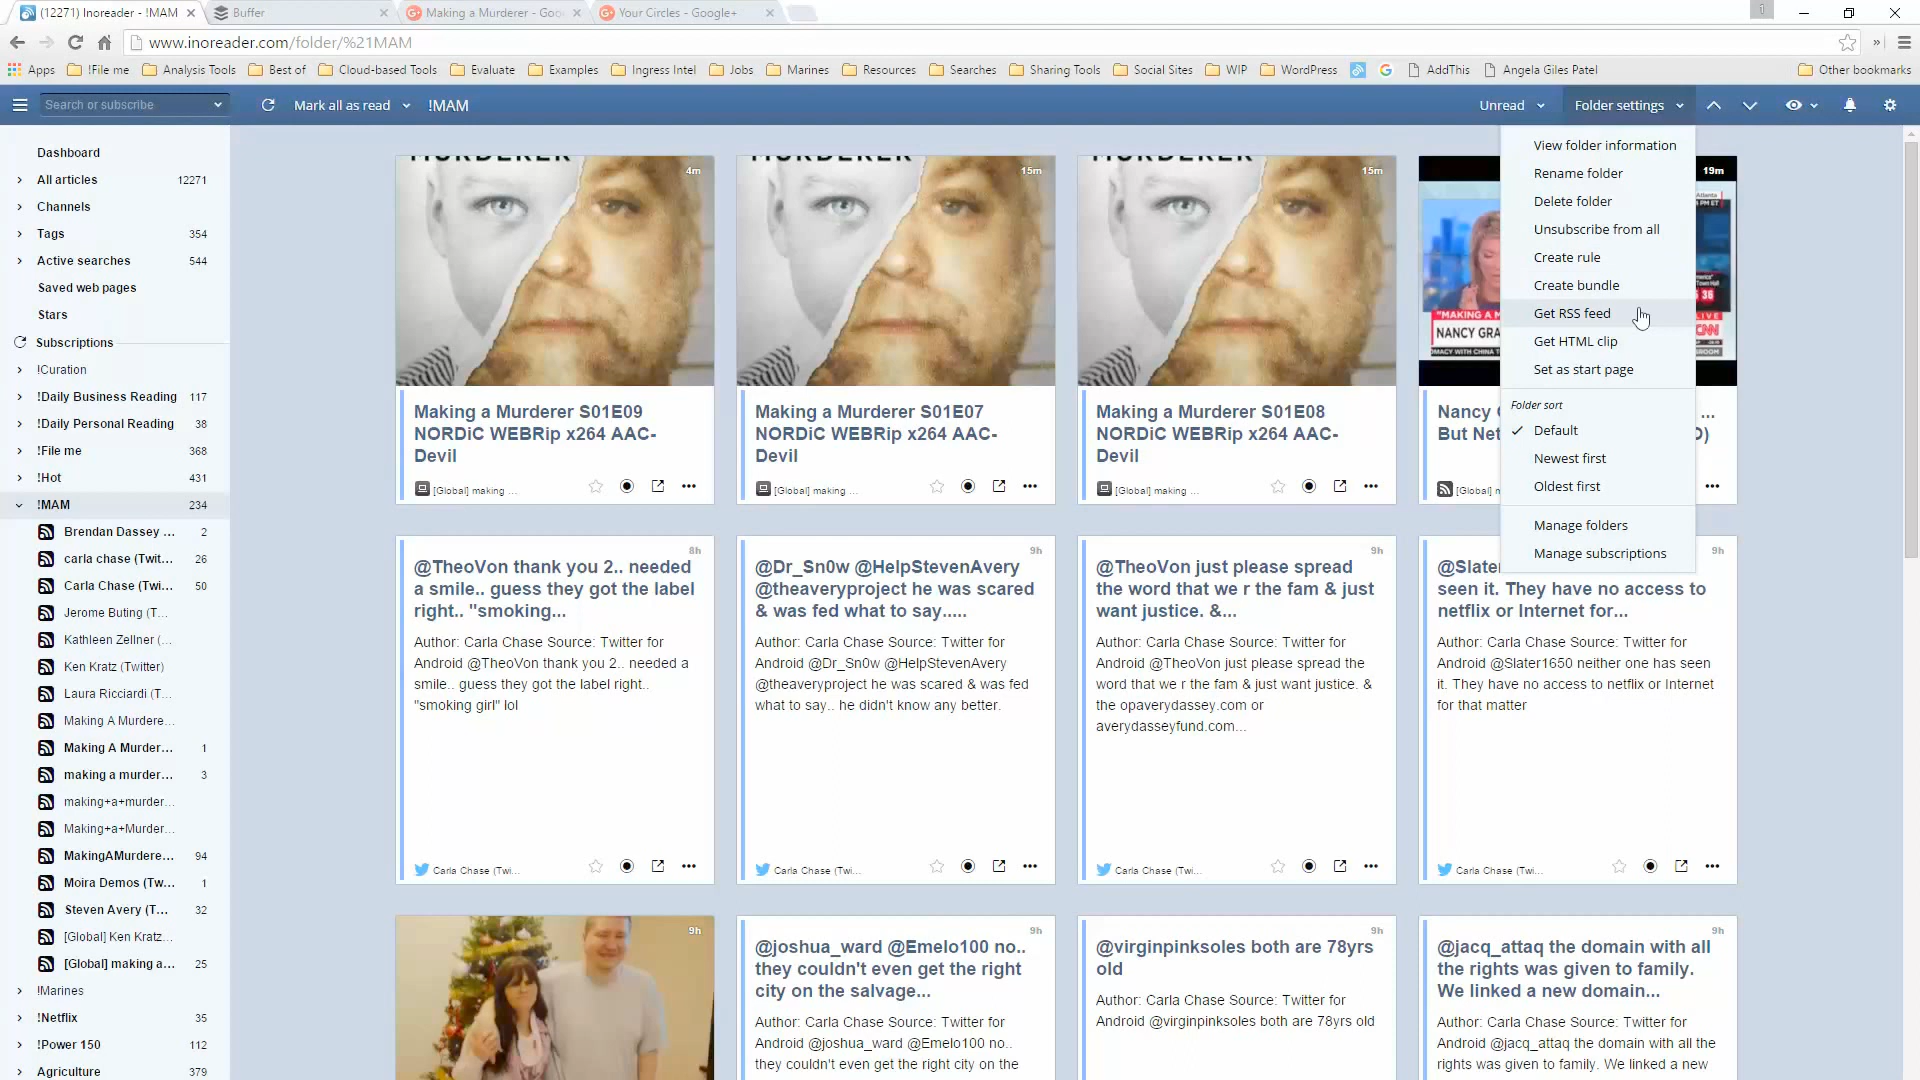 (12271) Inoreader - !MAM
Buffer
Making a Murderer - Goo
Your Circles - Google+
1
www.inoreader.com/folder/%21MAM
Apps
!File me
Analysis Tools
Best of
Cloud-based Tools
Evaluate
Examples
Ingress Intel
Jobs
Marines
Resources
Searches
Sharing Tools
Social Sites
WIP
WordPress
AddThis
Angela Giles Patel
Other bookmarks
Search or subscribe
Mark all as read
!MAM
Unread
Folder settings
Dashboard
All articles 12271
Channels
Tags 354
Active searches 544
Saved web pages
Stars
Subscriptions
!Curation
!Daily Business Reading 117
!Daily Personal Reading 38
!File me 368
!Hot 431
!MAM 234
Brendan Dassey ... 2
carla chase (Twit... 26
Carla Chase (Twi... 50
Jerome Buting (T...
Kathleen Zellner (...
Ken Kratz (Twitter)
Laura Ricciardi (T...
Making A Murdere...
Making A Murder... 1
making a murder... 3
making+a+murder...
Making+a+Murder...
MakingAMurdere... 94
Moira Demos (Tw... 1
Steven Avery (T... 32
[Global] Ken Kratz...
[Global] making a... 25
!Marines
!Netflix 35
!Power 150 112
Agriculture 379
View folder information
Rename folder
Delete folder
Unsubscribe from all
Create rule
Create bundle
Get RSS feed
Get HTML clip
Set as start page
Folder sort
Default
Newest first
Oldest first
Manage folders
Manage subscriptions
MURDERER
4m
Making a Murderer S01E09
NORDiC WEBRip x264 AAC-
Devil
[Global] making ...
MURDERER
15m
Making a Murderer S01E07
NORDiC WEBRip x264 AAC-
Devil
[Global] making ...
MURDERER
15m
Making a Murderer S01E08
NORDiC WEBRip x264 AAC-
Devil
[Global] making ...
19m
Atlanta
PM ET
36
"MAKING A M
LIVE
NANCY GRA
CNN
OMACY WITH CHINA T
ROOM
Nancy ...
But Net
[Global] m
8h
@TheoVon thank you 2.. needed
a smile.. guess they got the label
right.. "smoking...
Author: Carla Chase Source: Twitter for
Android @TheoVon thank you 2.. needed a
smile.. guess they got the label right..
"smoking girl" lol
Carla Chase (Twi...
9h
@Dr_Sn0w @HelpStevenAvery
@theaveryproject he was scared
& was fed what to say.....
Author: Carla Chase Source: Twitter for
Android @Dr_Sn0w @HelpStevenAvery
@theaveryproject he was scared & was fed
what to say.. he didn't know any better.
Carla Chase (Twi...
9h
@TheoVon just please spread
the word that we r the fam & just
want justice. &...
Author: Carla Chase Source: Twitter for
Android @TheoVon just please spread the
word that we r the fam & just want justice. &
the opaverydassey.com or
averydasseyfund.com...
Carla Chase (Twi...
9h
@Slater
seen it. They have no access to
netflix or Internet for...
Author: Carla Chase Source: Twitter for
Android @Slater1650 neither one has seen
it. They have no access to netflix or Internet
for that matter
Carla Chase (Twi...
9h
9h
@joshua_ward @Emelo100 no..
they couldn't even get the right
city on the salvage...
Author: Carla Chase Source: Twitter for
Android @joshua_ward @Emelo100 no..
they couldn't even get the right city on the
9h
@virginpinksoles both are 78yrs
old
Author: Carla Chase Source: Twitter for
Android @virginpinksoles both are 78yrs old
9h
@jacq_attaq the domain with all
the rights was given to family.
We linked a new domain...
Author: Carla Chase Source: Twitter for
Android @jacq_attaq the domain with all the
rights was given to family. We linked a new